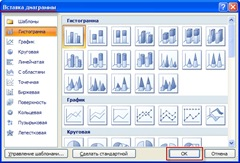 Вставка диаграммы
Шаблоны
Гистограмма
График
Круговая
Линейчатая
С областями
Точечная
Биржевая
Поверхность
Кольцевая
Пузырьковая
Лепестковая
Гистограмма
График
Круговая
Управление шаблонами...
Сделать стандартной
ОК
Отмена